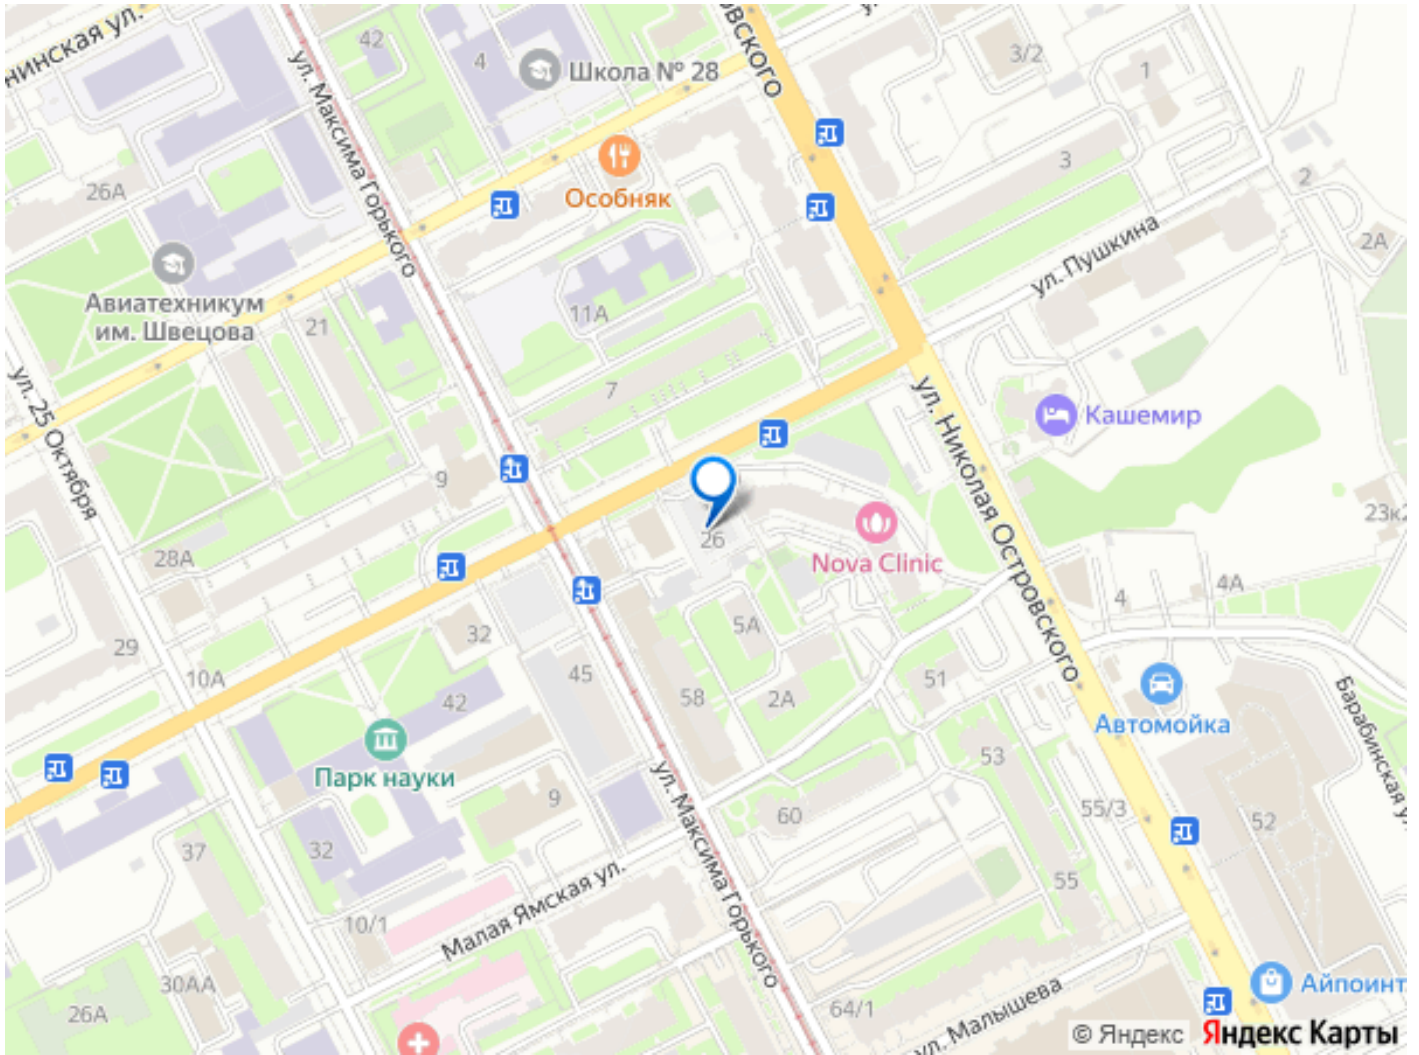 нинская ул.
42
4
Школа № 28
вского
3/2
1
ул. Максима Горького
26А
Особняк
3
2
2А
ул. Пушкина
Авиатехникум
им. Швецова
21
11А
7
ул. 25 Октября
9
ул. Николая Островского
Кашемир
23к2
28А
26
Nova Clinic
4
4А
29
10А
32
5А
45
42
58
2А
51
Автомойка
Барабинская ул.
Парк науки
53
9
60
55/3
52
ул. Максима Горького
37
32
55
10/1
Малая Ямская ул.
30АА
26А
64/1
ул. Малышева
Айпоинт
© Яндекс Яндекс Карты